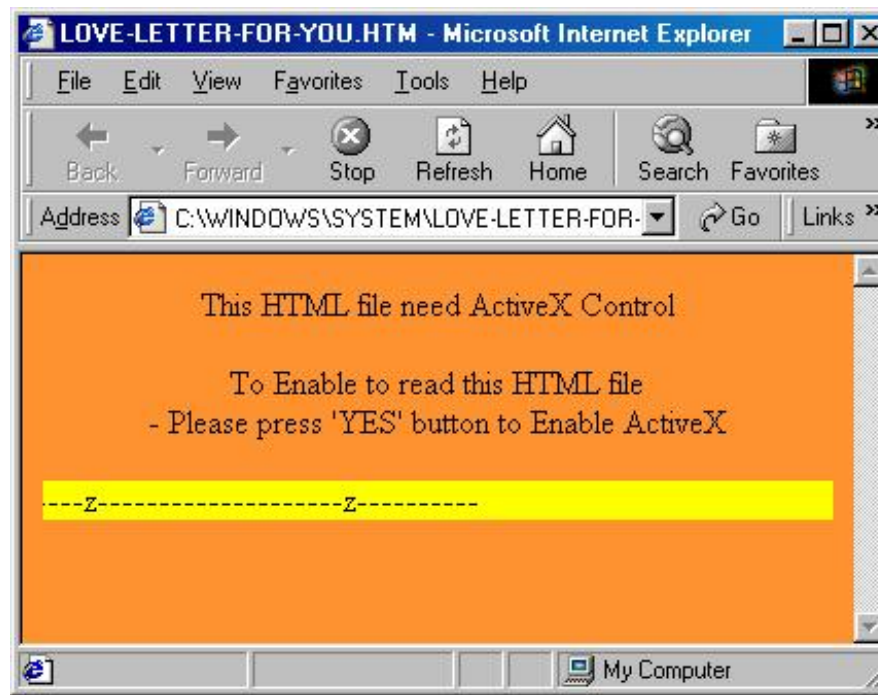 LOVE-LETTER-FOR-YOU.HTM - Microsoft Internet Explorer
File Edit View Favorites Tools Help
Back Forward Stop Refresh Home Search Favorites »
Address C:\WINDOWS\SYSTEM\LOVE-LETTER-FOR- Go Links »
This HTML file need ActiveX Control
To Enable to read this HTML file
- Please press 'YES' button to Enable ActiveX
----z--------------------z----------
My Computer